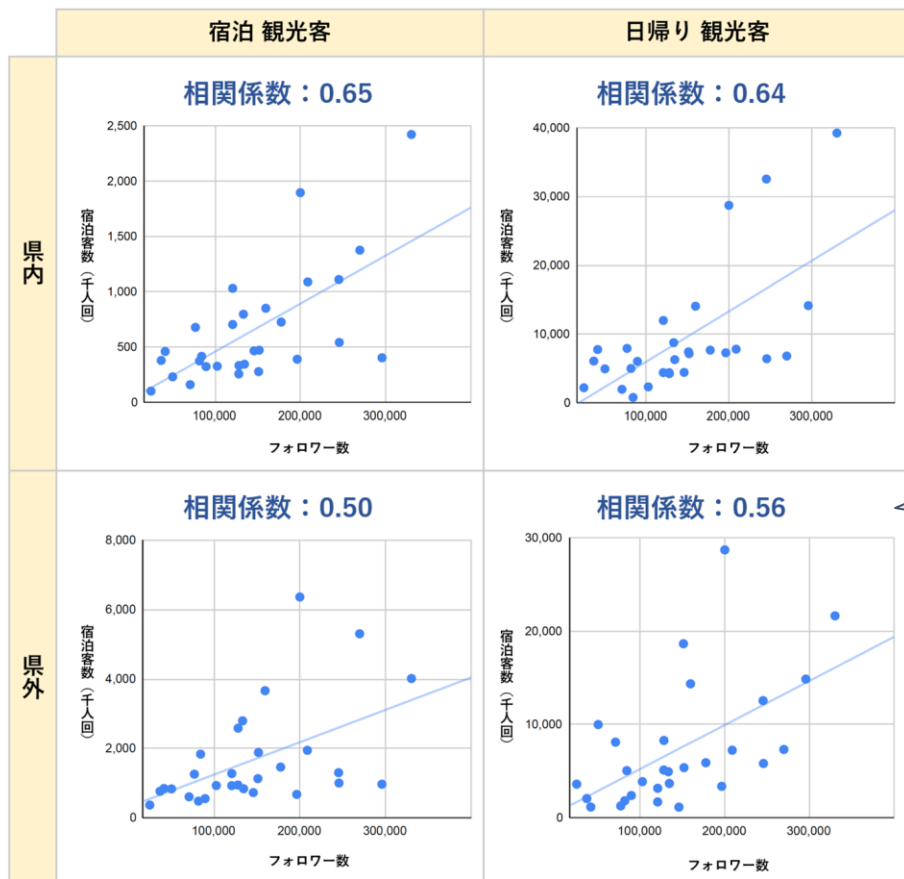 宿泊 観光客
日帰り 観光客
県内
相関係数：0.65
2,500
2,000
1,500
1,000
500
0
宿泊客数（千人回）
100,000
200,000
300,000
フォロワー数
相関係数：0.64
40,000
30,000
20,000
10,000
0
宿泊客数（千人回）
100,000
200,000
300,000
フォロワー数
県外
相関係数：0.50
8,000
6,000
4,000
2,000
0
宿泊客数（千人回）
100,000
200,000
300,000
フォロワー数
相関係数：0.56
30,000
20,000
10,000
0
宿泊客数（千人回）
100,000
200,000
300,000
フォロワー数